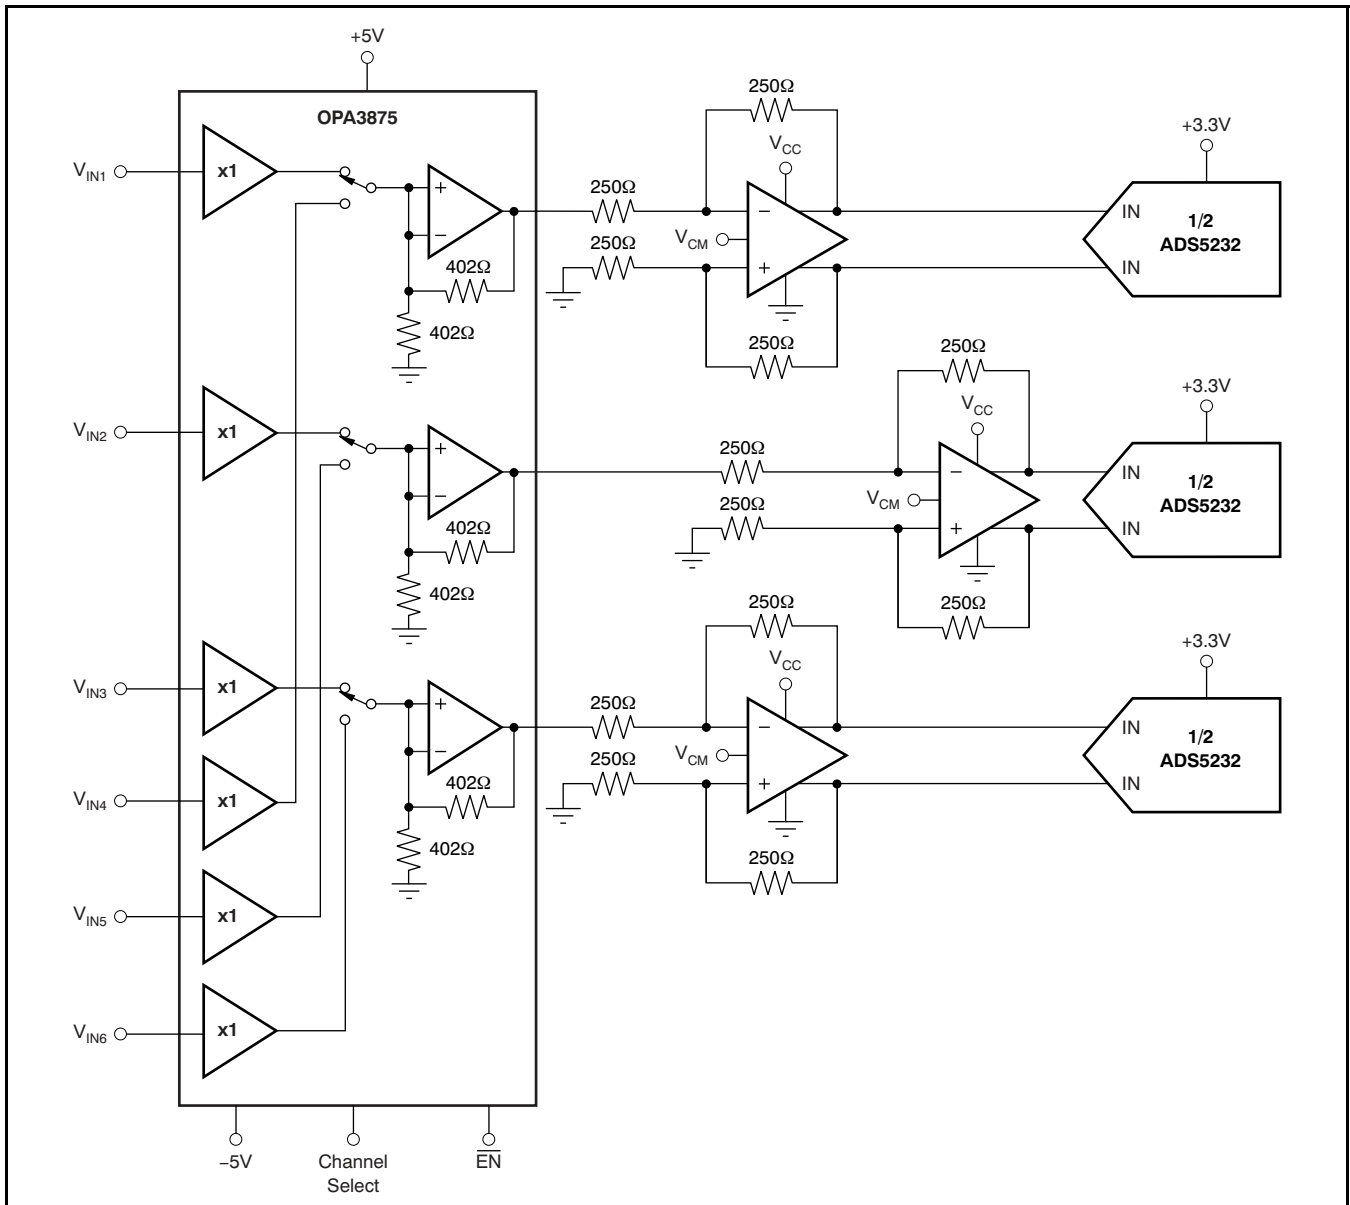 +5V
OPA3875
250Ω
+3.3V
V_CC
V_IN1
x1
+
−
250Ω
−
IN
1/2
ADS5232
V_CM
250Ω
+
IN
402Ω
402Ω
250Ω
250Ω
+3.3V
V_CC
V_IN2
x1
+
−
250Ω
−
IN
1/2
ADS5232
V_CM
250Ω
+
IN
402Ω
402Ω
250Ω
250Ω
+3.3V
V_CC
V_IN3
x1
+
−
250Ω
−
IN
1/2
ADS5232
V_CM
250Ω
+
IN
402Ω
402Ω
250Ω
V_IN4
x1
V_IN5
x1
V_IN6
x1
−5V
Channel
Select
EN